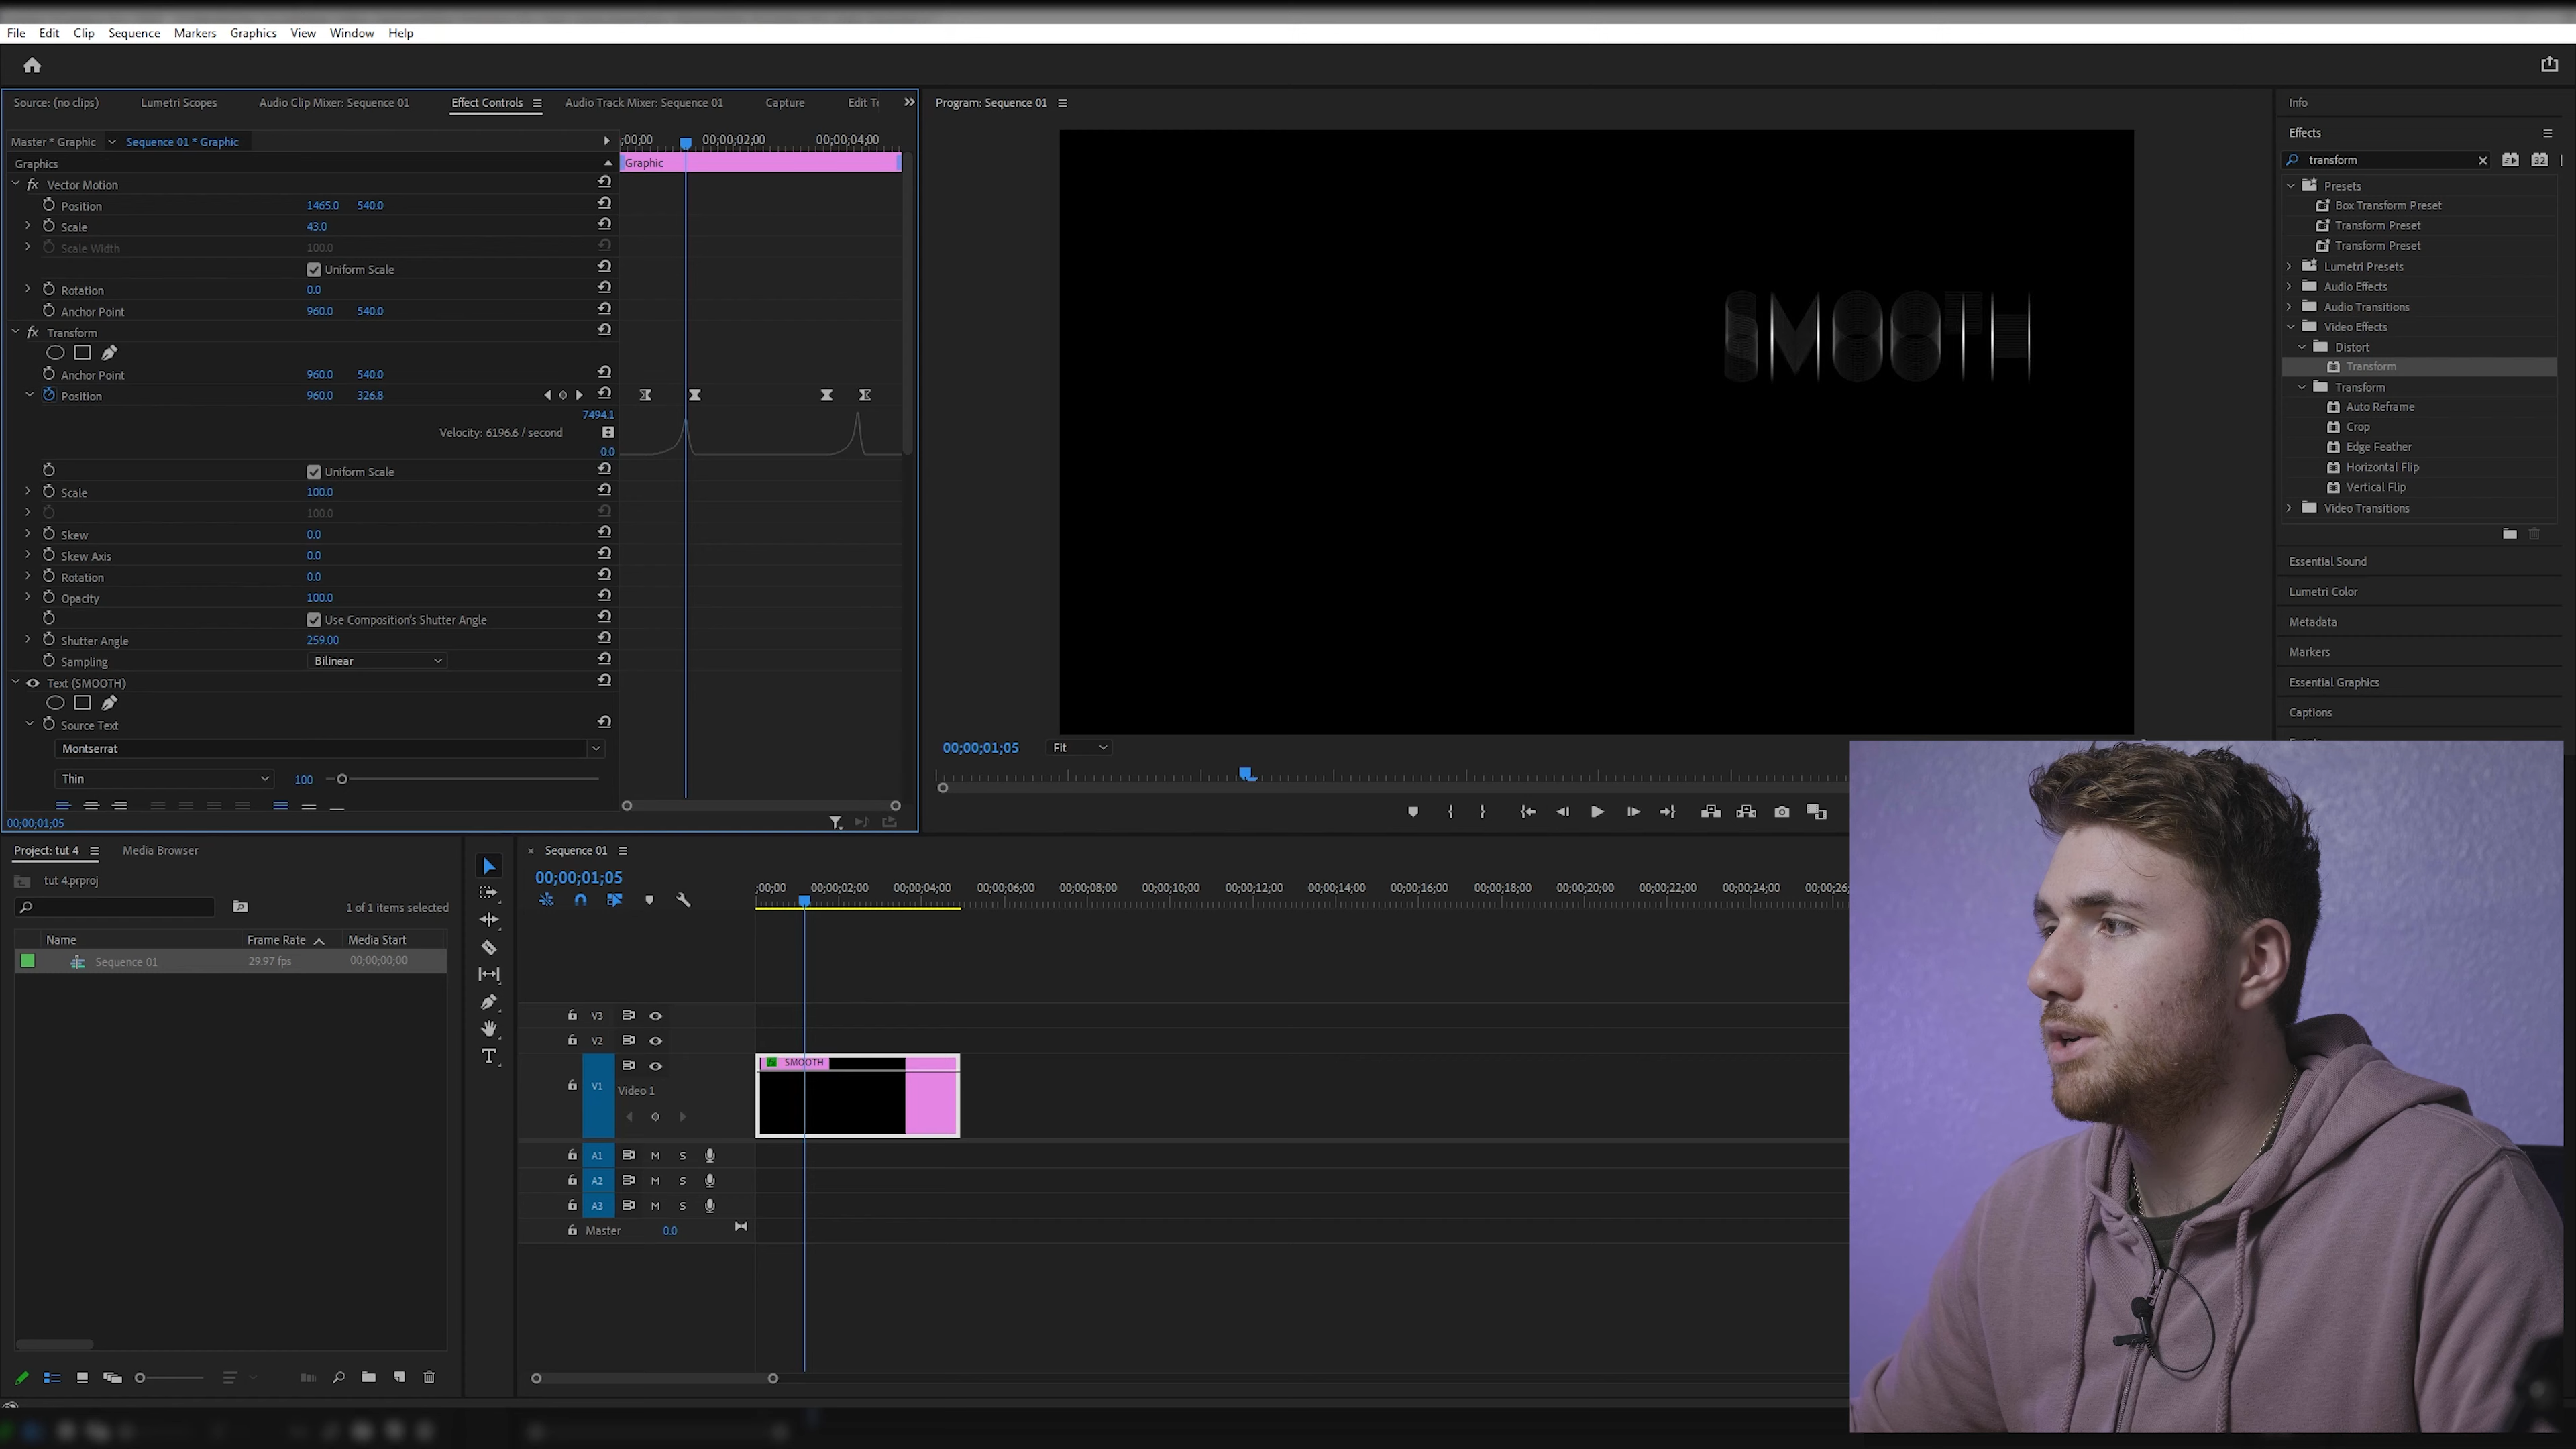 File Edit Clip Sequence Markers Graphics View Window Help
Source: (no clips) Lumetri Scopes Audio Clip Mixer: Sequence 01 Effect Controls Audio Track Mixer: Sequence 01 Capture
Master * Graphic Sequence 01 * Graphic
;00;00 00;00;02;00 00;00;04;00
Graphics
Graphic
Vector Motion
Position 1465.0 540.0
Scale 43.0
Scale Width 100.0
Uniform Scale
Rotation 0.0
Anchor Point 960.0 540.0
Transform
Anchor Point 960.0 540.0
Position 960.0 326.8
7494.1
Velocity: 6196.6 / second
0.0
Uniform Scale
Scale 100.0
100.0
Skew 0.0
Skew Axis 0.0
Rotation 0.0
Opacity 100.0
Use Composition's Shutter Angle
Shutter Angle 259.00
Sampling Bilinear
Text (SMOOTH)
Source Text
Montserrat
Thin 100
00;00;01;05
Program: Sequence 01
SMOOTH
00;00;01;05 Fit
Info
Effects
transform
32
Presets
Box Transform Preset
Transform Preset
Transform Preset
Lumetri Presets
Audio Effects
Audio Transitions
Video Effects
Distort
Transform
Transform
Auto Reframe
Crop
Edge Feather
Horizontal Flip
Vertical Flip
Video Transitions
Essential Sound
Lumetri Color
Metadata
Markers
Essential Graphics
Captions
Project: tut 4 Media Browser
tut 4.prproj
1 of 1 items selected
Name Frame Rate Media Start
Sequence 01 29.97 fps 00;00;00;00
Sequence 01
00;00;01;05
;00;00 00;00;02;00 00;00;04;00 00;00;06;00 00;00;08;00 00;00;10;00 00;00;12;00 00;00;14;00 00;00;16;00 00;00;18;00 00;00;20;00 00;00;22;00 00;00;24;00 00;00;26;
V3
V2
V1
Video 1
SMOOTH
A1 M S
A2 M S
A3 M S
Master 0.0